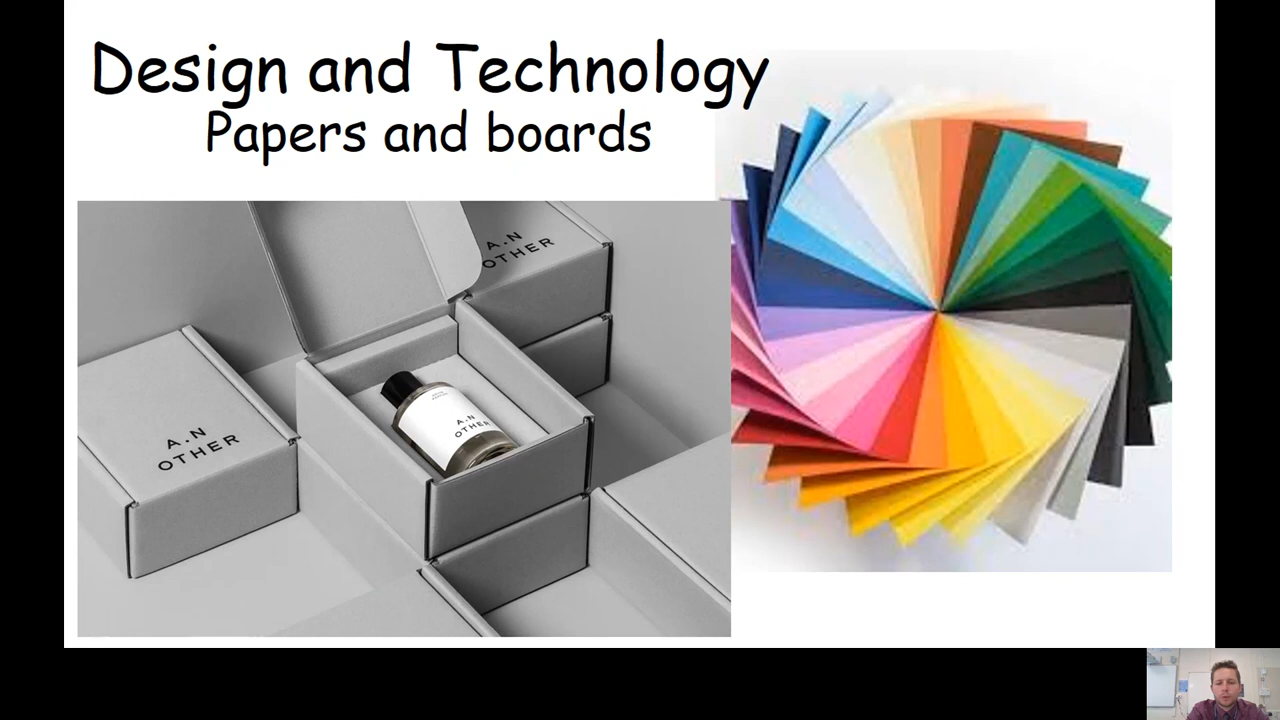 Design and Technology
Papers and boards
A.N
OTHER
A.N
OTHER
A.N
OTHER